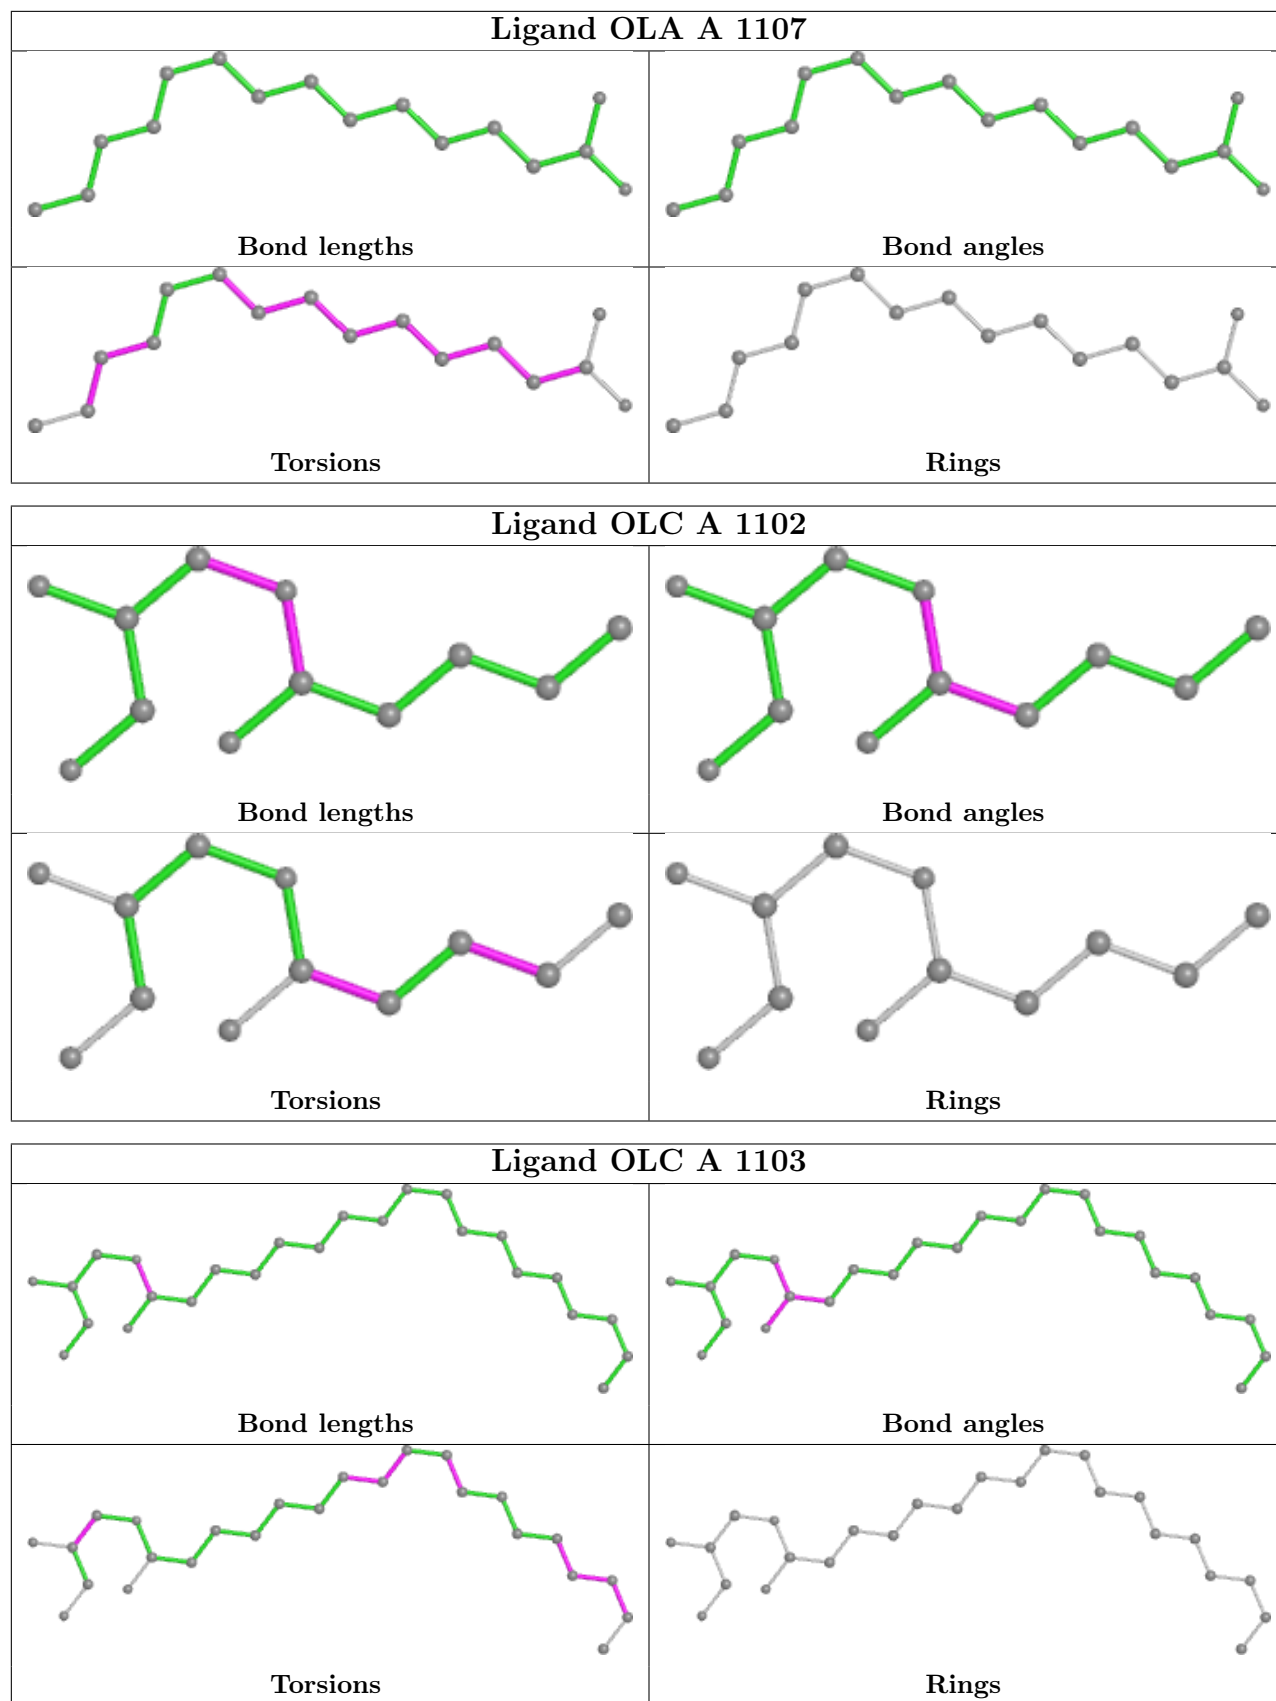 Ligand OLA A 1107
Bond lengths
Bond angles
Torsions
Rings
Ligand OLC A 1102
Bond lengths
Bond angles
Torsions
Rings
Ligand OLC A 1103
Bond lengths
Bond angles
Torsions
Rings